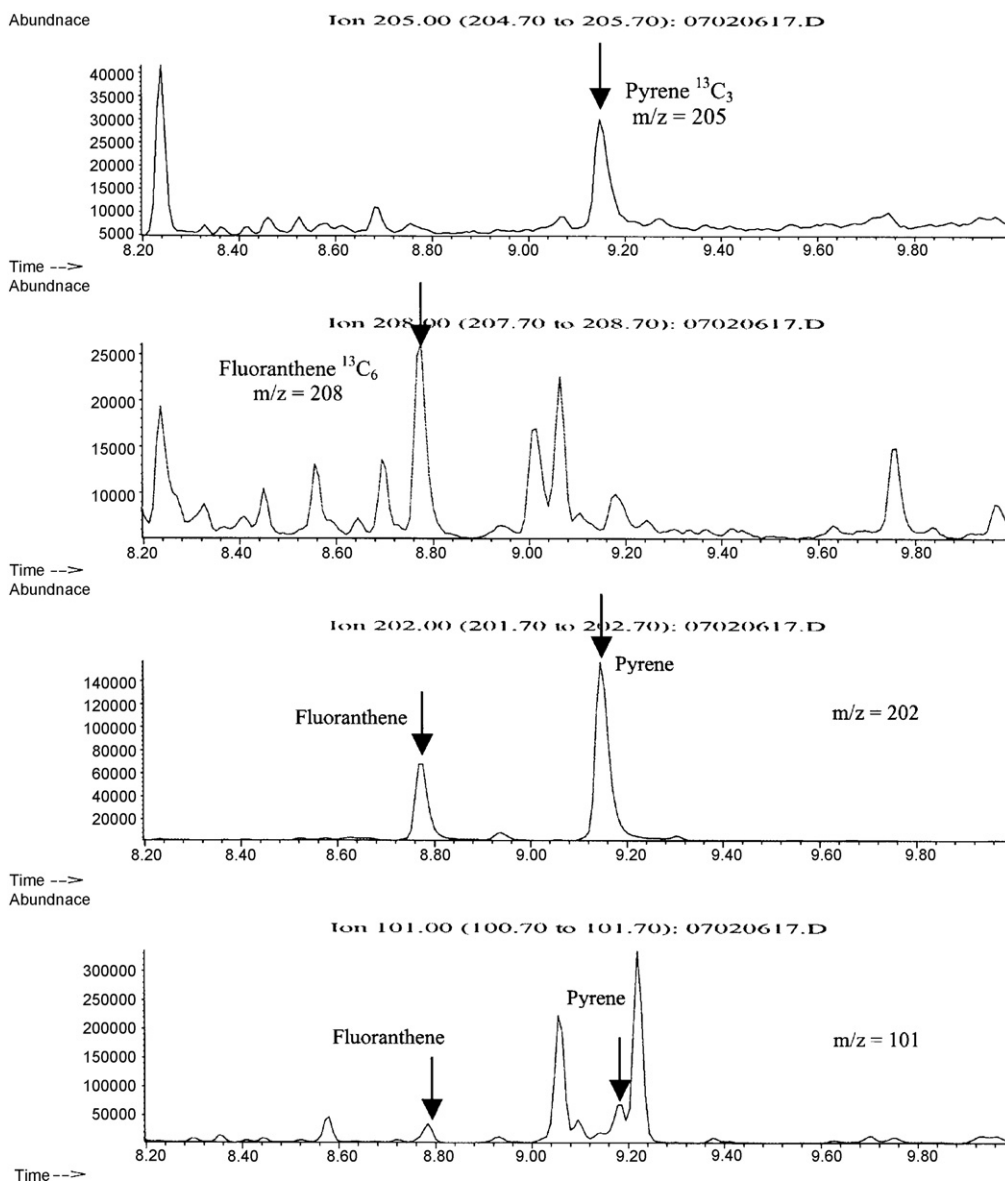 Abundnace
Ion 205.00 (204.70 to 205.70): 07020617.D
40000
35000
30000
25000
20000
15000
10000
5000
Pyrene ¹³C₃
m/z = 205
8.20 8.40 8.60 8.80 9.00 9.20 9.40 9.60 9.80
Time -->
Abundnace
Ion 208.00 (207.70 to 208.70): 07020617.D
25000
20000
15000
10000
Fluoranthene ¹³C₆
m/z = 208
8.20 8.40 8.60 8.80 9.00 9.20 9.40 9.60 9.80
Time -->
Abundnace
Ion 202.00 (201.70 to 202.70): 07020617.D
140000
120000
100000
80000
60000
40000
20000
Fluoranthene
Pyrene
m/z = 202
8.20 8.40 8.60 8.80 9.00 9.20 9.40 9.60 9.80
Time -->
Abundnace
Ion 101.00 (100.70 to 101.70): 07020617.D
300000
250000
200000
150000
100000
50000
Fluoranthene
Pyrene
m/z = 101
8.20 8.40 8.60 8.80 9.00 9.20 9.40 9.60 9.80
Time -->